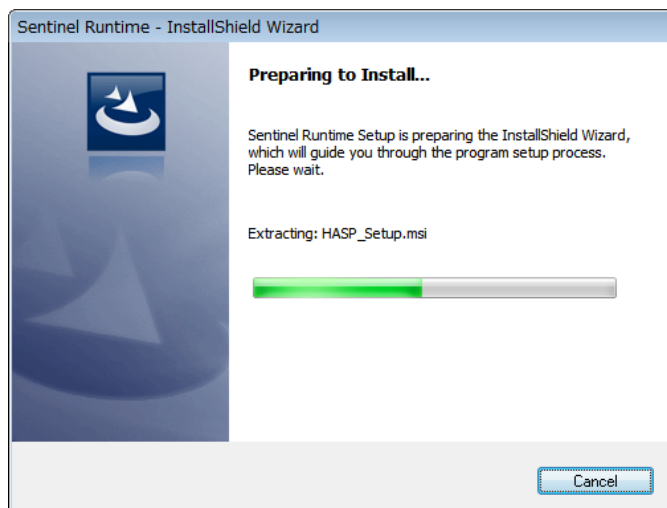 Sentinel Runtime - InstallShield Wizard
Preparing to Install...
Sentinel Runtime Setup is preparing the InstallShield Wizard,
which will guide you through the program setup process.
Please wait.
Extracting: HASP_Setup.msi
Cancel